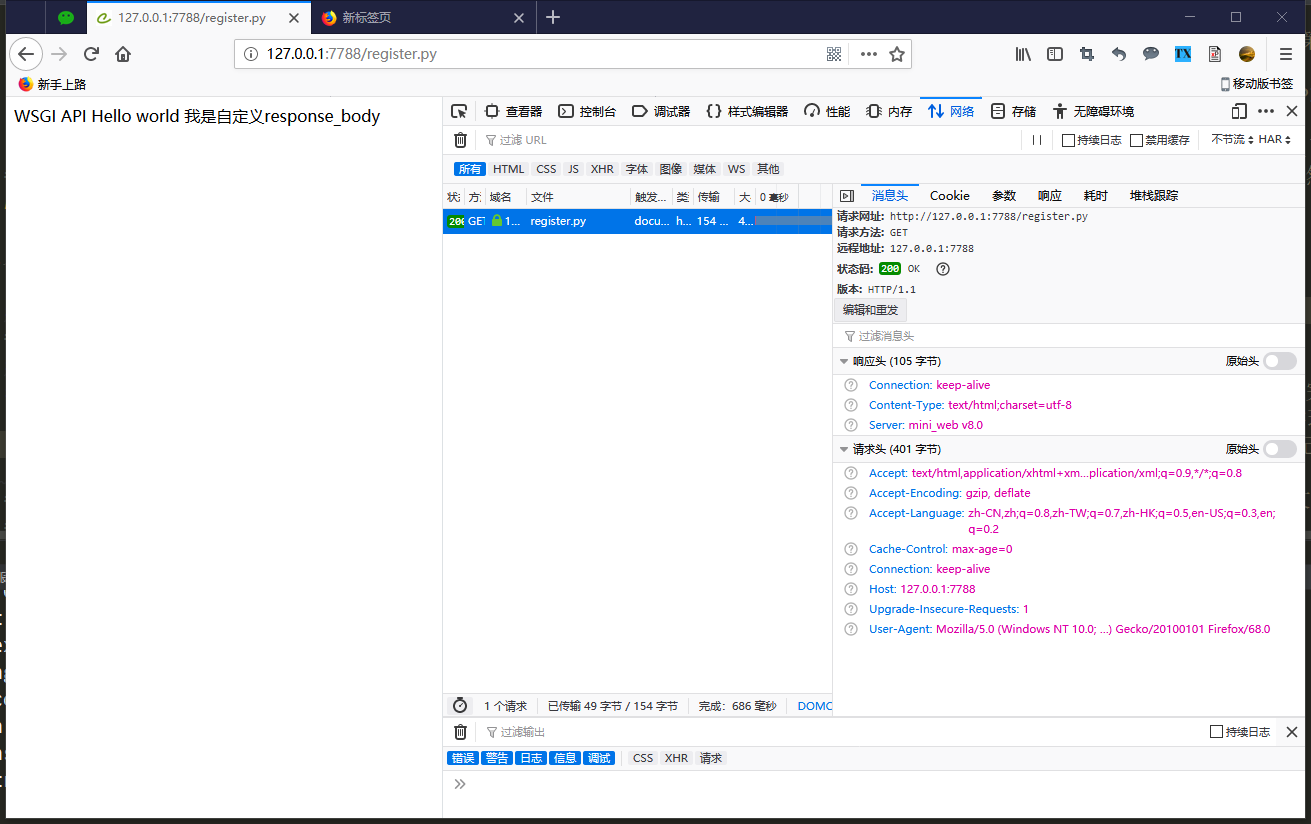 127.0.0.1:7788/register.py
新标签页
127.0.0.1:7788/register.py
TX
新手上路
移动版书签
WSGI API Hello world 我是自定义response_body
查看器 控制台 调试器 样式编辑器 性能 内存 网络 存储 无障碍环境
过滤 URL
持续日志 禁用缓存 不节流 HAR
所有 HTML CSS JS XHR 字体 图像 媒体 WS 其他
状 方 域名 文件 触发... 类 传输 大 0 毫秒
200 GET 1... register.py docu... h... 154 ... 4...
消息头 Cookie 参数 响应 耗时 堆栈跟踪
请求网址: http://127.0.0.1:7788/register.py
请求方法: GET
远程地址: 127.0.0.1:7788
状态码: 200 OK
版本: HTTP/1.1
编辑和重发
过滤消息头
响应头 (105 字节) 原始头
Connection: keep-alive
Content-Type: text/html;charset=utf-8
Server: mini_web v8.0
请求头 (401 字节) 原始头
Accept: text/html,application/xhtml+xm...plication/xml;q=0.9,*/*;q=0.8
Accept-Encoding: gzip, deflate
Accept-Language: zh-CN,zh;q=0.8,zh-TW;q=0.7,zh-HK;q=0.5,en-US;q=0.3,en;
q=0.2
Cache-Control: max-age=0
Connection: keep-alive
Host: 127.0.0.1:7788
Upgrade-Insecure-Requests: 1
User-Agent: Mozilla/5.0 (Windows NT 10.0; ...) Gecko/20100101 Firefox/68.0
1 个请求 已传输 49 字节 / 154 字节 完成: 686 毫秒 DOMC
过滤输出
持续日志
错误 警告 日志 信息 调试 CSS XHR 请求